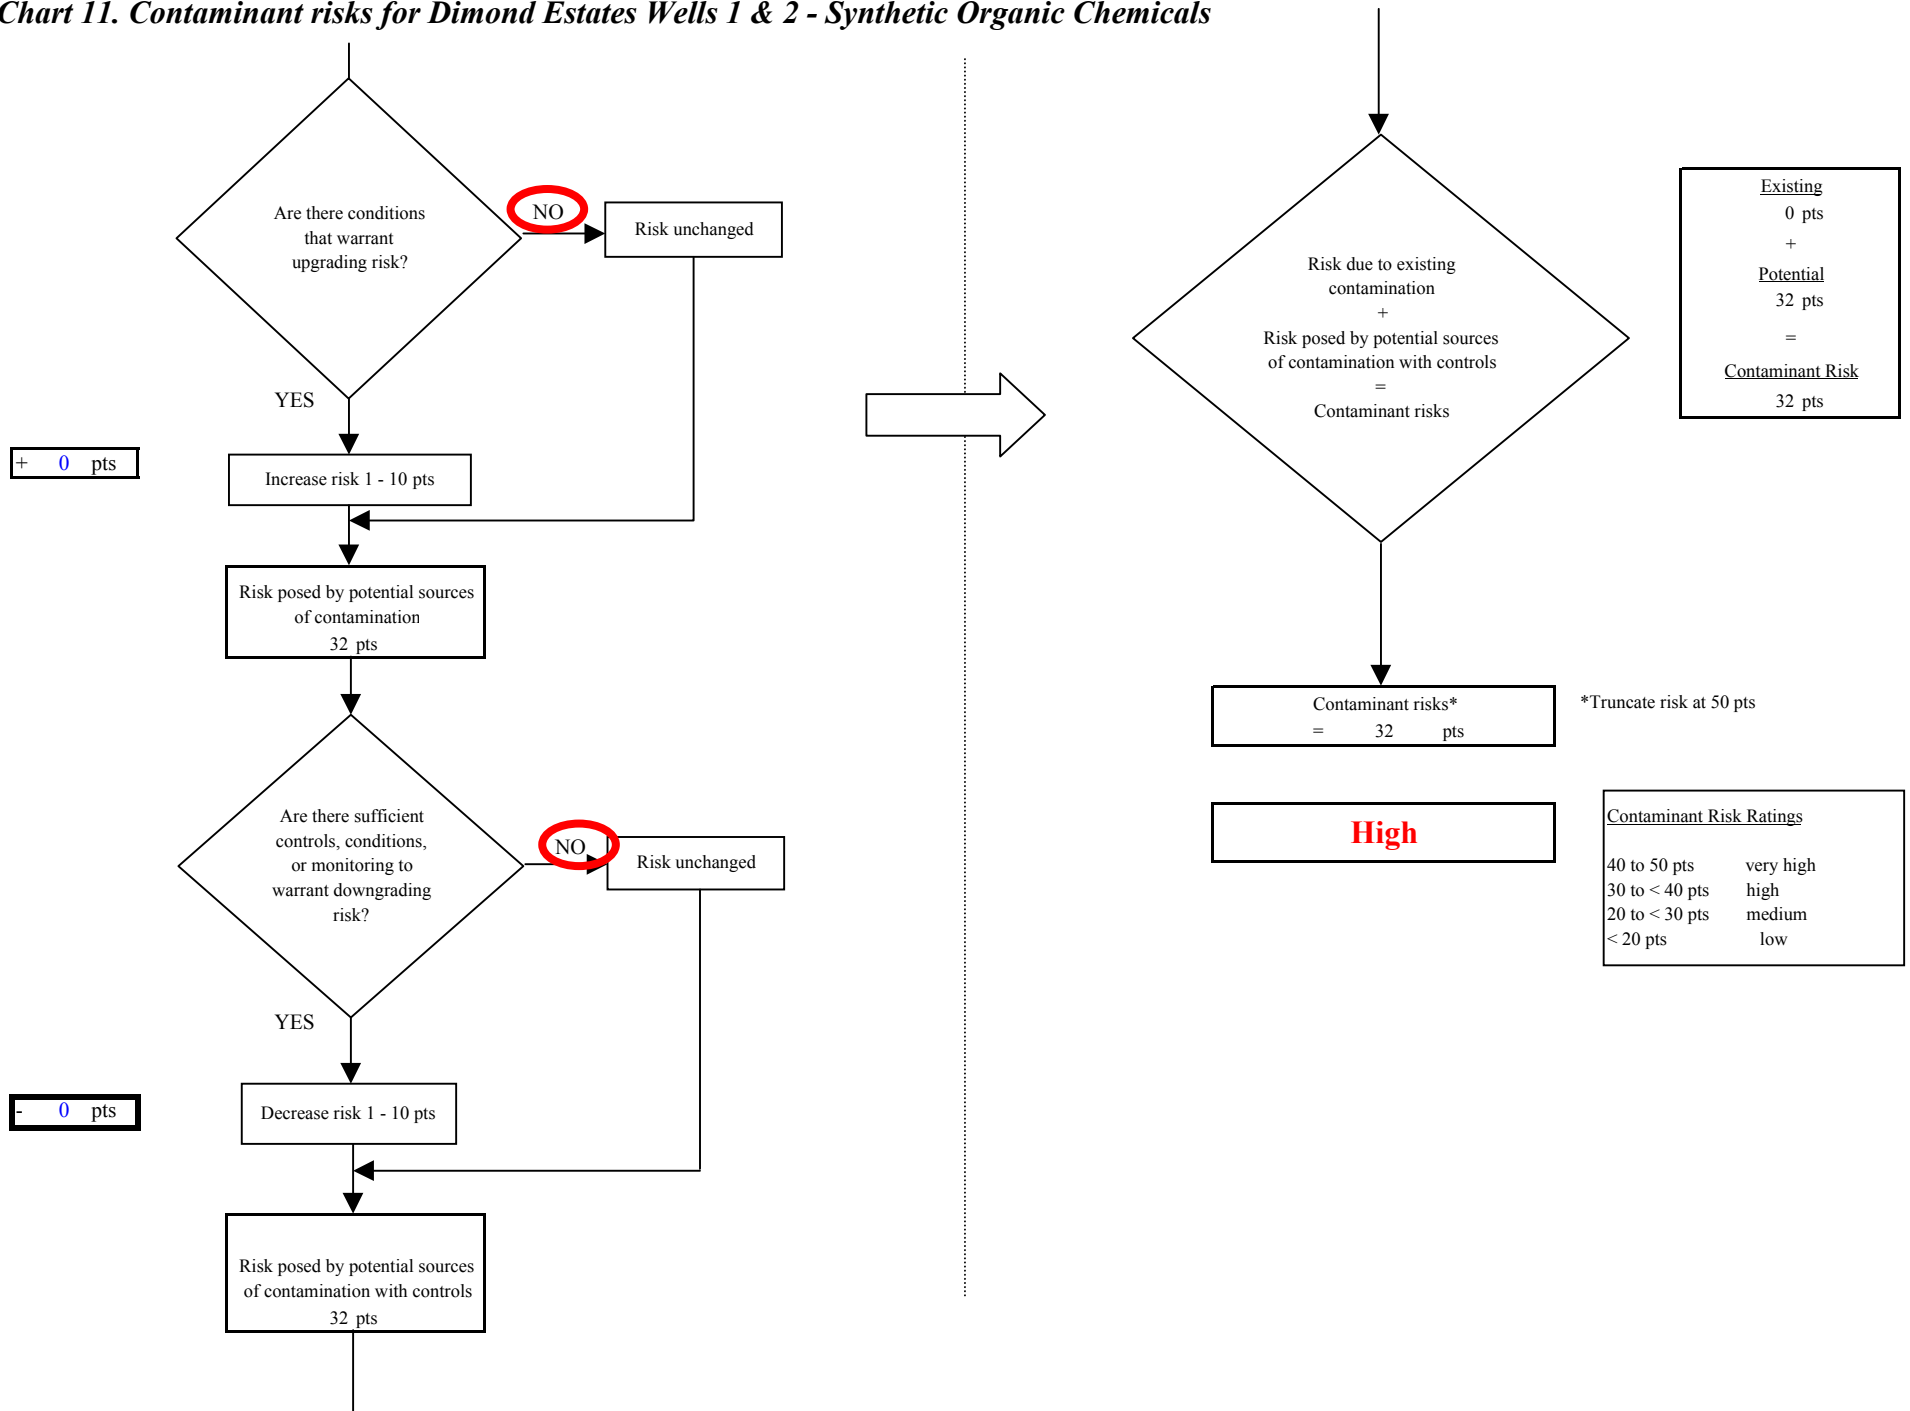 Chart 11. Contaminant risks for Dimond Estates Wells 1 & 2 - Synthetic Organic Chemicals
Are there conditions
that warrant
upgrading risk?
NO
Risk unchanged
YES
+ 0 pts
Increase risk 1 - 10 pts
Risk posed by potential sources
of contamination
32 pts
Are there sufficient
controls, conditions,
or monitoring to
warrant downgrading
risk?
NO
Risk unchanged
YES
- 0 pts
Decrease risk 1 - 10 pts
Risk posed by potential sources
of contamination with controls
32 pts
Risk due to existing
contamination
+
Risk posed by potential sources
of contamination with controls
=
Contaminant risks
Existing
0 pts
+
Potential
32 pts
=
Contaminant Risk
32 pts
Contaminant risks*
= 32 pts
*Truncate risk at 50 pts
High
Contaminant Risk Ratings
40 to 50 pts very high
30 to < 40 pts high
20 to < 30 pts medium
< 20 pts low